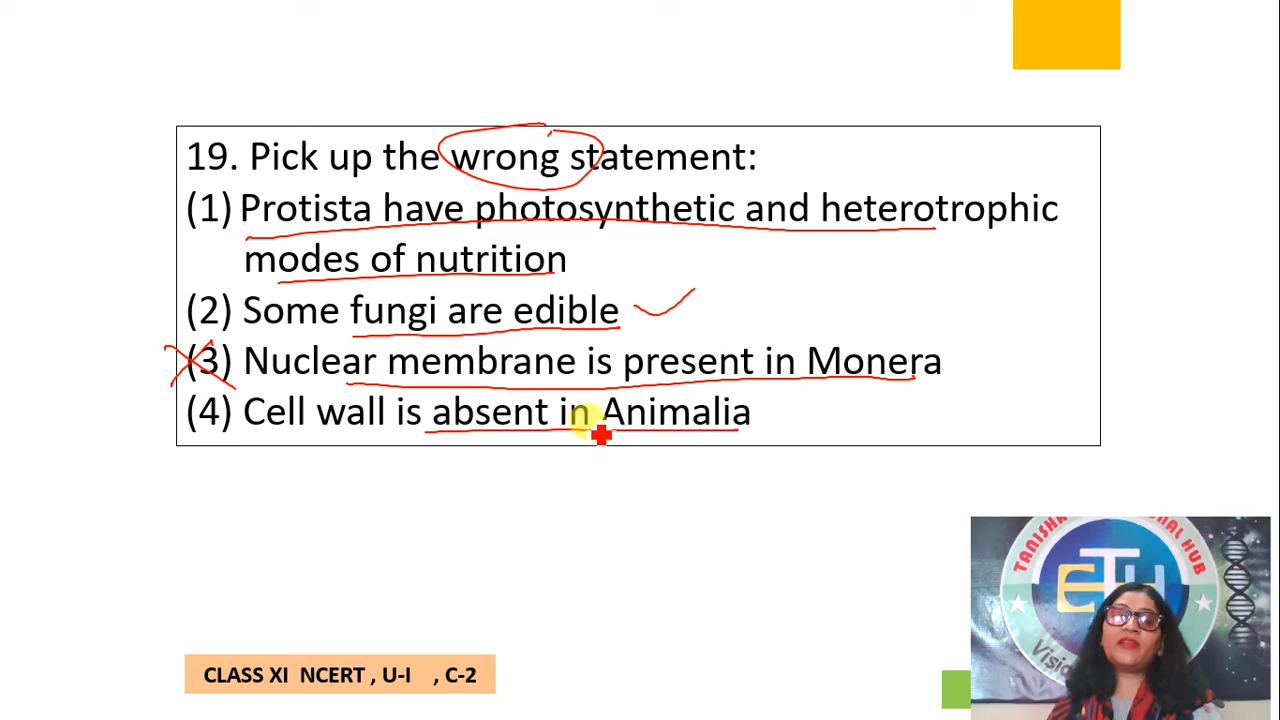 19. Pick up the wrong statement:
(1) Protista have photosynthetic and heterotrophic
modes of nutrition
(2) Some fungi are edible
(3) Nuclear membrane is present in Monera
(4) Cell wall is absent in Animalia
CLASS XI NCERT , U-I , C-2
ETH